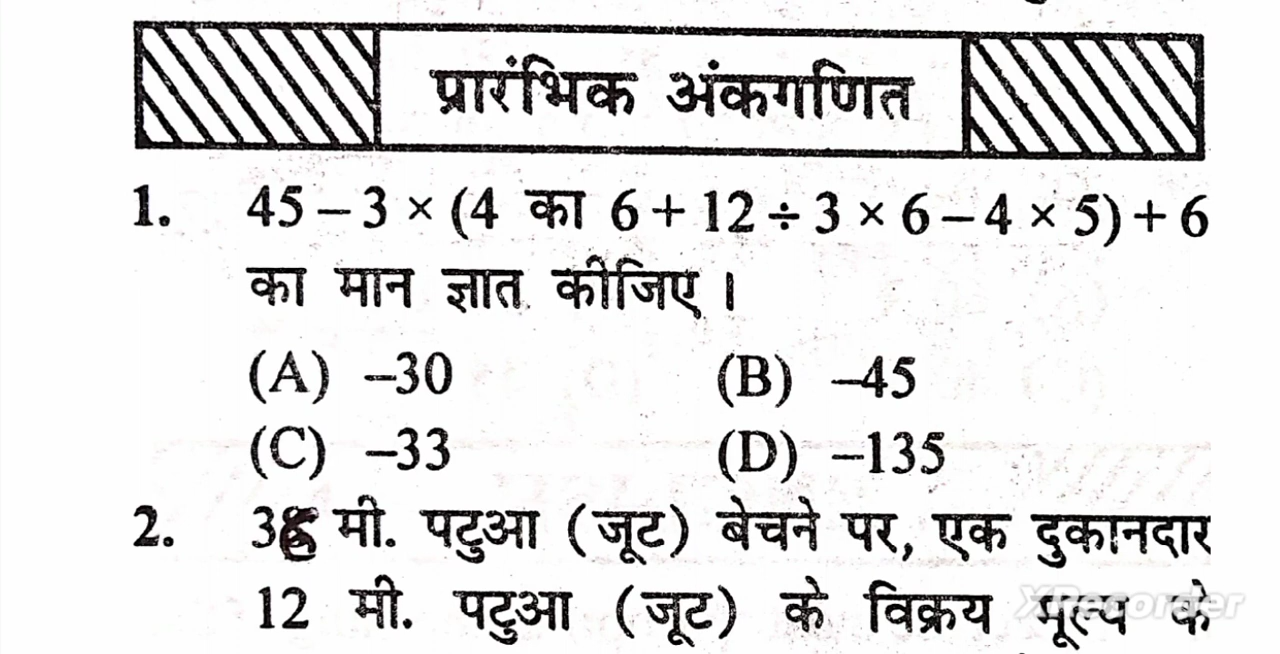 प्रारंभिक अंकगणित
1. 45 – 3 × (4 का 6 + 12 ÷ 3 × 6 – 4 × 5) + 6
का मान ज्ञात कीजिए।
(A) –30 (B) –45
(C) –33 (D) –135
2. मी. पटुआ (जूट) बेचने पर, एक दुकानदार
12 मी. पटुआ (जूट) के विक्रय मूल्य के
XRecorder